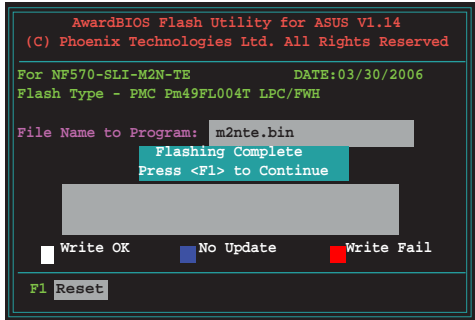 AwardBIOS Flash Utility for ASUS V1.14
(C) Phoenix Technologies Ltd. All Rights Reserved
For NF570-SLI-M2N-TE DATE:03/30/2006
Flash Type - PMC Pm49FL004T LPC/FWH
File Name to Program: m2nte.bin
Flashing Complete
Press <F1> to Continue
Write OK No Update Write Fail
F1 Reset